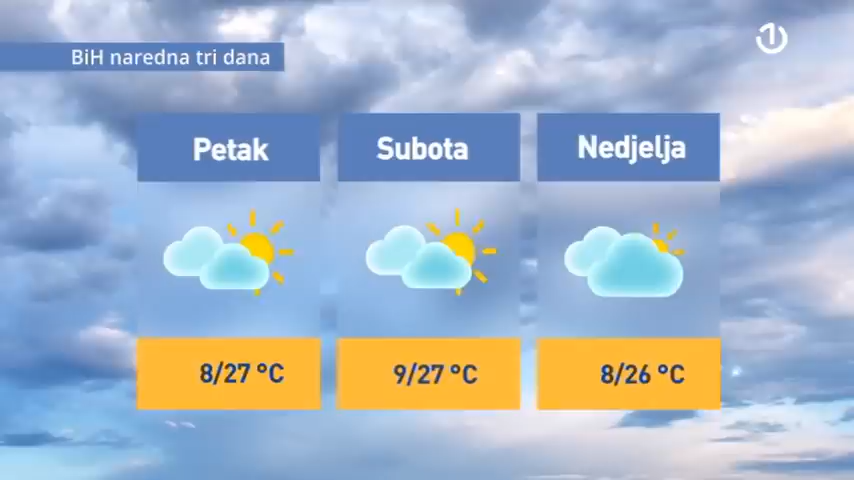 BiH naredna tri dana
Petak
Subota
Nedjelja
8/27 °C
9/27 °C
8/26 °C